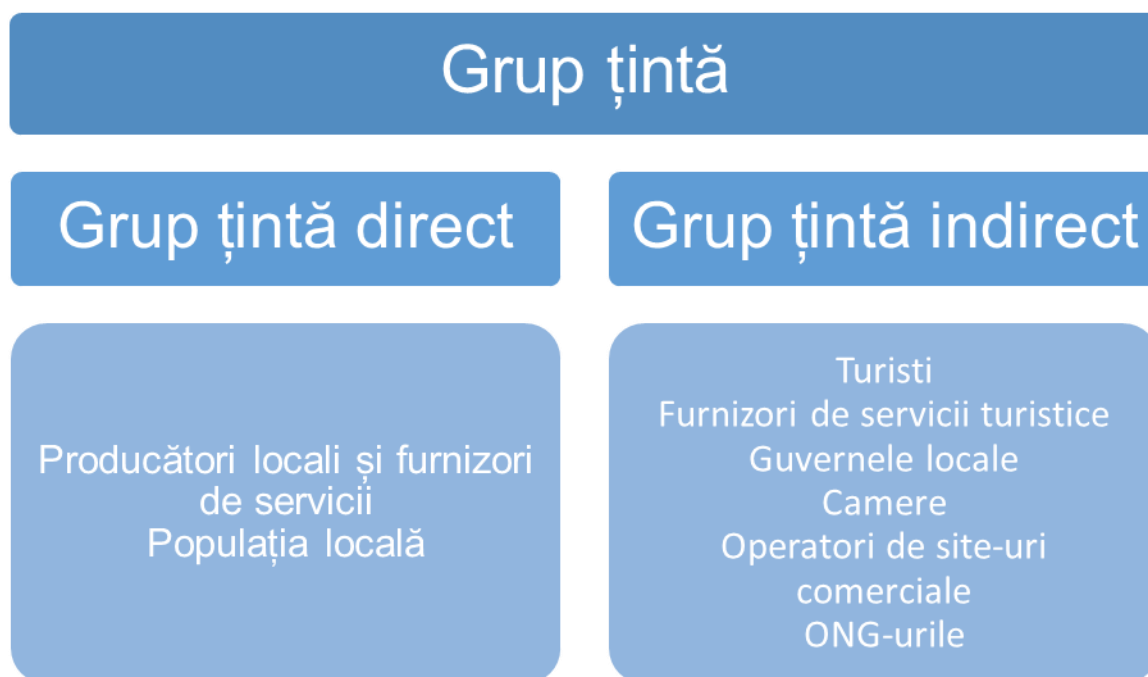 Grup țintă
Grup țintă direct
Grup țintă indirect
Producători locali și furnizori
de servicii
Populația locală
Turisti
Furnizori de servicii turistice
Guvernele locale
Camere
Operatori de site-uri
comerciale
ONG-urile